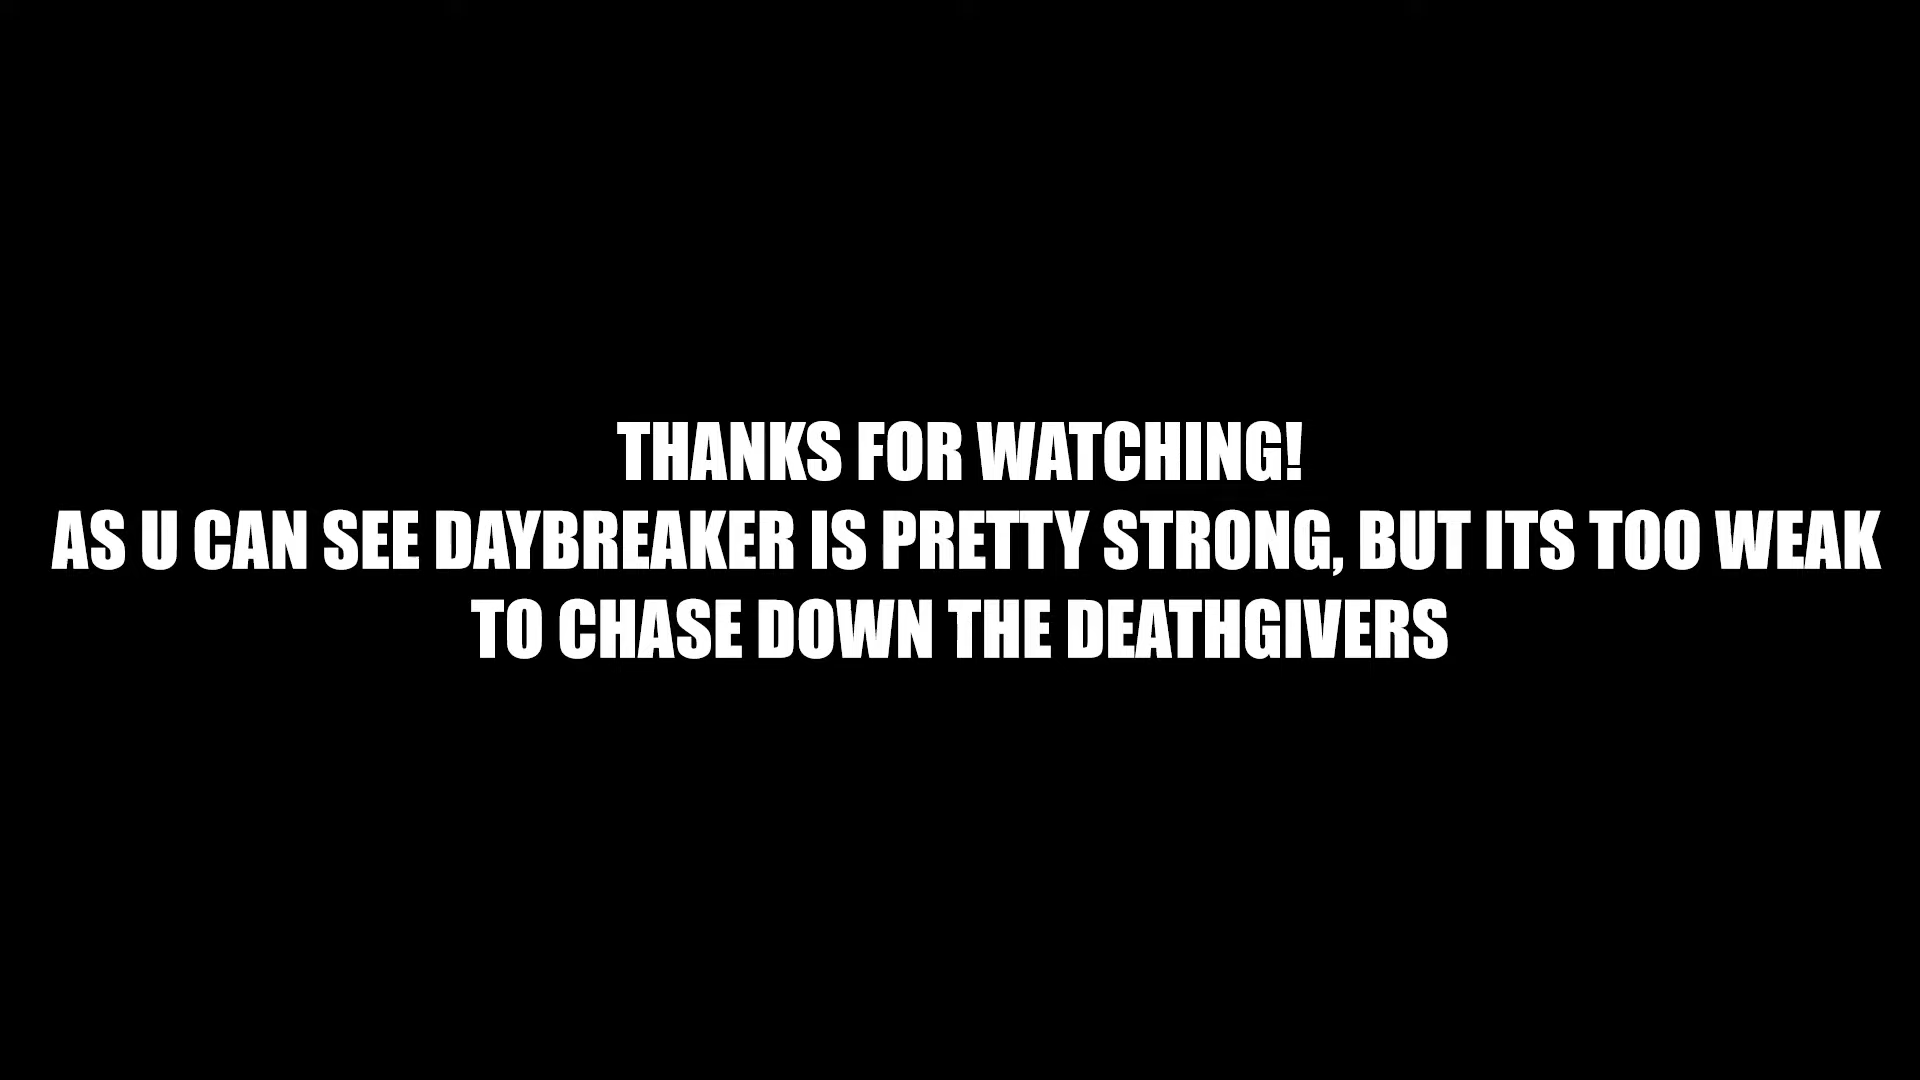 THANKS FOR WATCHING!
AS U CAN SEE DAYBREAKER IS PRETTY STRONG, BUT ITS TOO WEAK
TO CHASE DOWN THE DEATHGIVERS